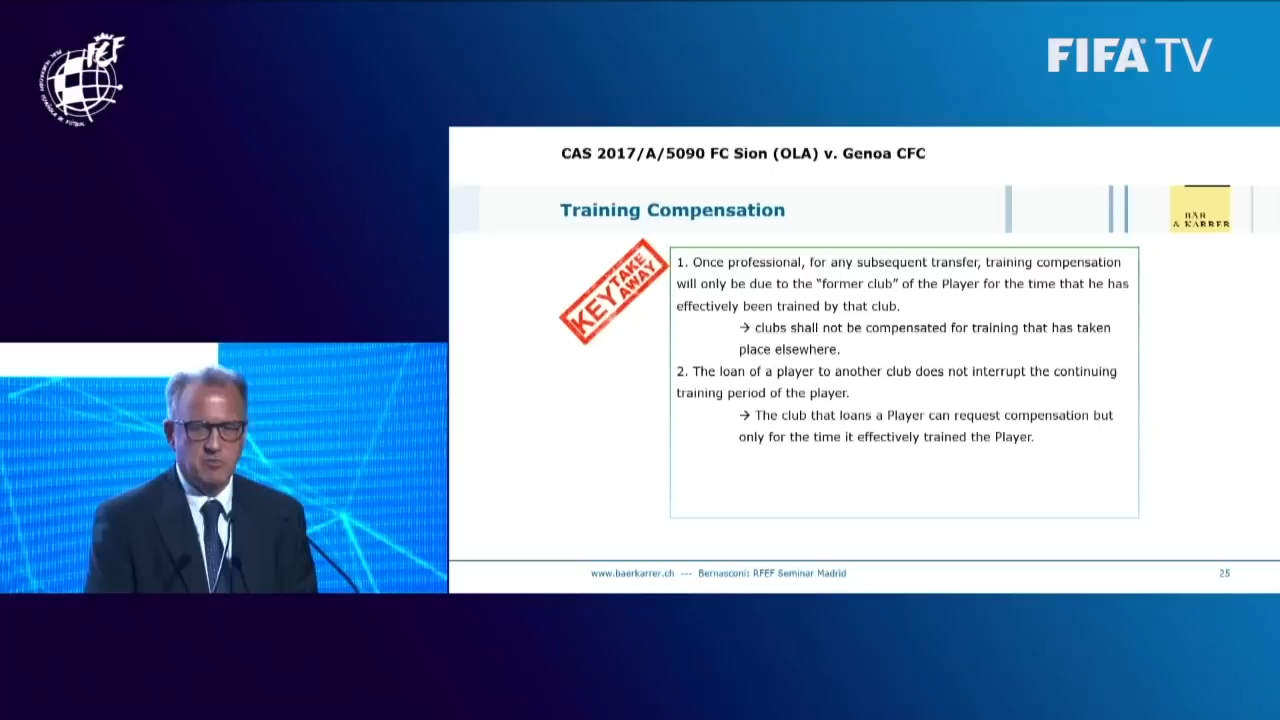 FIFA TV
CAS 2017/A/5090 FC Sion (OLA) v. Genoa CFC
Training Compensation
BÄR
& KARRER
KEY TAKE AWAY
1. Once professional, for any subsequent transfer, training compensation
will only be due to the “former club” of the Player for the time that he has
effectively been trained by that club.
→ clubs shall not be compensated for training that has taken
place elsewhere.
2. The loan of a player to another club does not interrupt the continuing
training period of the player.
→ The club that loans a Player can request compensation but
only for the time it effectively trained the Player.
www.baerkarrer.ch --- Bernasconi: RFEF Seminar Madrid
25